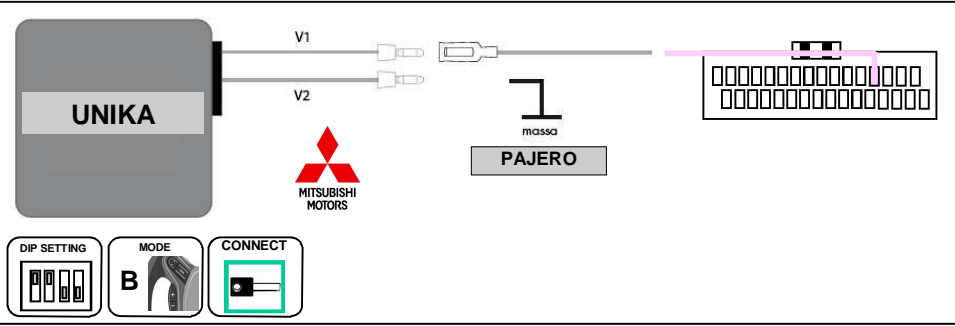 V1
V2
UNIKA
massa
PAJERO
MITSUBISHI
MOTORS
DIP SETTING
MODE
B
CONNECT